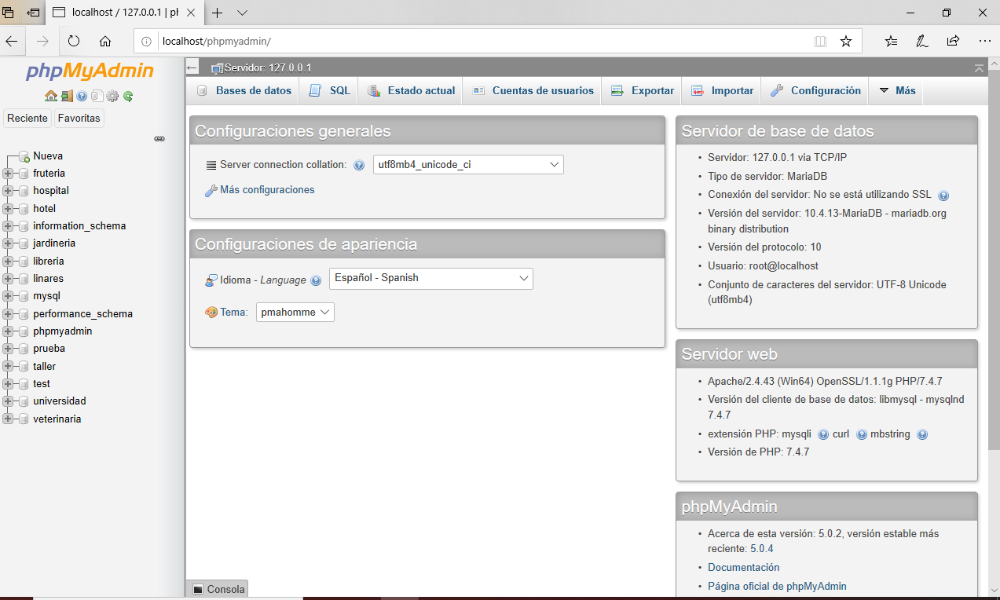 localhost / 127.0.0.1 | pl
localhost/phpmyadmin/
phpMyAdmin
Reciente
Favoritas
Nueva
fruteria
hospital
hotel
information_schema
jardineria
libreria
linares
mysql
performance_schema
phpmyadmin
prueba
taller
test
universidad
veterinaria
Servidor: 127.0.0.1
Bases de datos
SQL
Estado actual
Cuentas de usuarios
Exportar
Importar
Configuración
Más
Configuraciones generales
Server connection collation:
utf8mb4_unicode_ci
Más configuraciones
Configuraciones de apariencia
Idioma - Language
Español - Spanish
Tema:
pmahomme
Servidor de base de datos
• Servidor: 127.0.0.1 via TCP/IP
• Tipo de servidor: MariaDB
• Conexión del servidor: No se está utilizando SSL
• Versión del servidor: 10.4.13-MariaDB - mariadb.org
binary distribution
• Versión del protocolo: 10
• Usuario: root@localhost
• Conjunto de caracteres del servidor: UTF-8 Unicode
(utf8mb4)
Servidor web
• Apache/2.4.43 (Win64) OpenSSL/1.1.1g PHP/7.4.7
• Versión del cliente de base de datos: libmysql - mysqlnd
7.4.7
• extensión PHP: mysqli curl mbstring
• Versión de PHP: 7.4.7
phpMyAdmin
• Acerca de esta versión: 5.0.2, versión estable más
reciente: 5.0.4
• Documentación
• Página oficial de phpMyAdmin
Consola